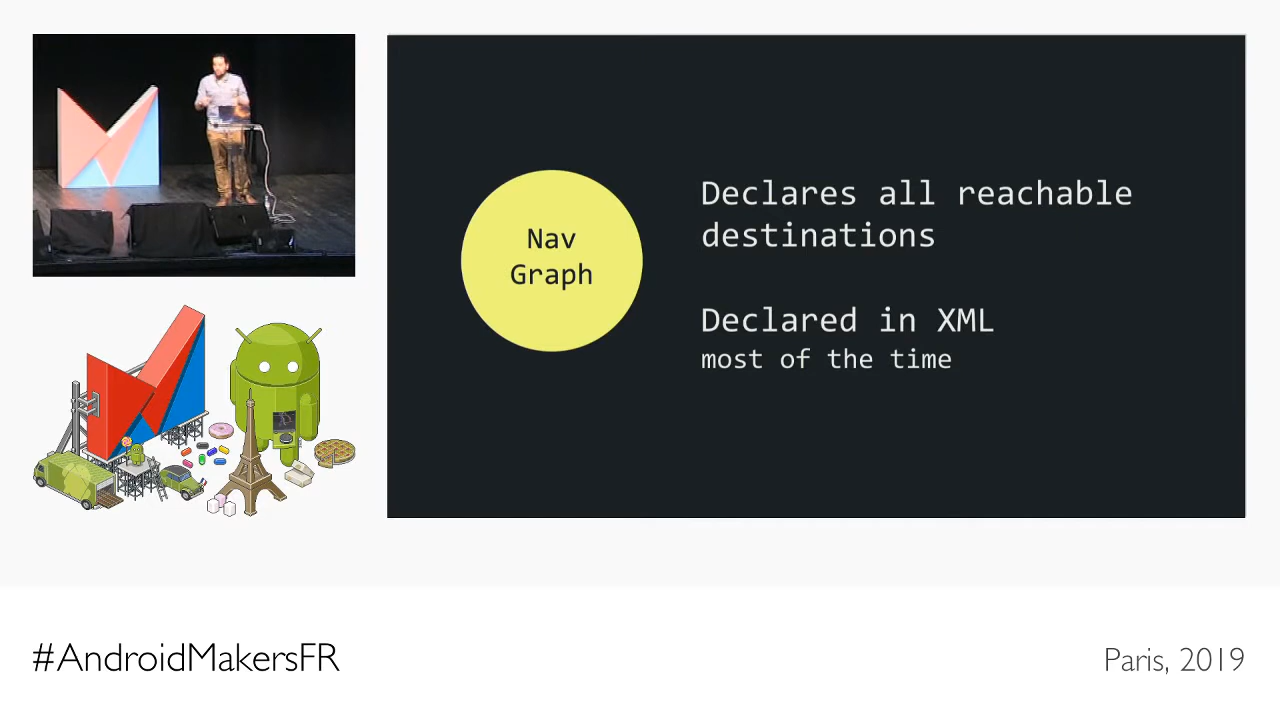 Nav
Graph
Declares all reachable
destinations
Declared in XML
most of the time
#AndroidMakersFR
Paris, 2019